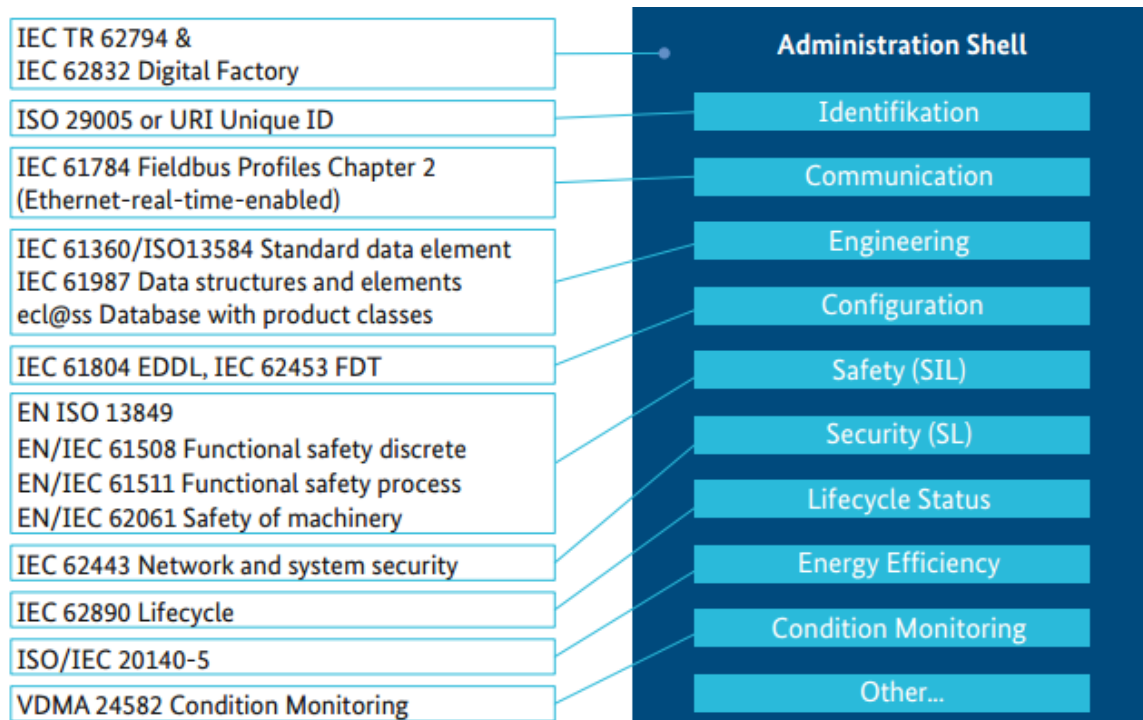 IEC TR 62794 &
IEC 62832 Digital Factory
ISO 29005 or URI Unique ID
IEC 61784 Fieldbus Profiles Chapter 2
(Ethernet-real-time-enabled)
IEC 61360/ISO13584 Standard data element
IEC 61987 Data structures and elements
ecl@ss Database with product classes
IEC 61804 EDDL, IEC 62453 FDT
EN ISO 13849
EN/IEC 61508 Functional safety discrete
EN/IEC 61511 Functional safety process
EN/IEC 62061 Safety of machinery
IEC 62443 Network and system security
IEC 62890 Lifecycle
ISO/IEC 20140-5
VDMA 24582 Condition Monitoring
Administration Shell
Identifikation
Communication
Engineering
Configuration
Safety (SIL)
Security (SL)
Lifecycle Status
Energy Efficiency
Condition Monitoring
Other...